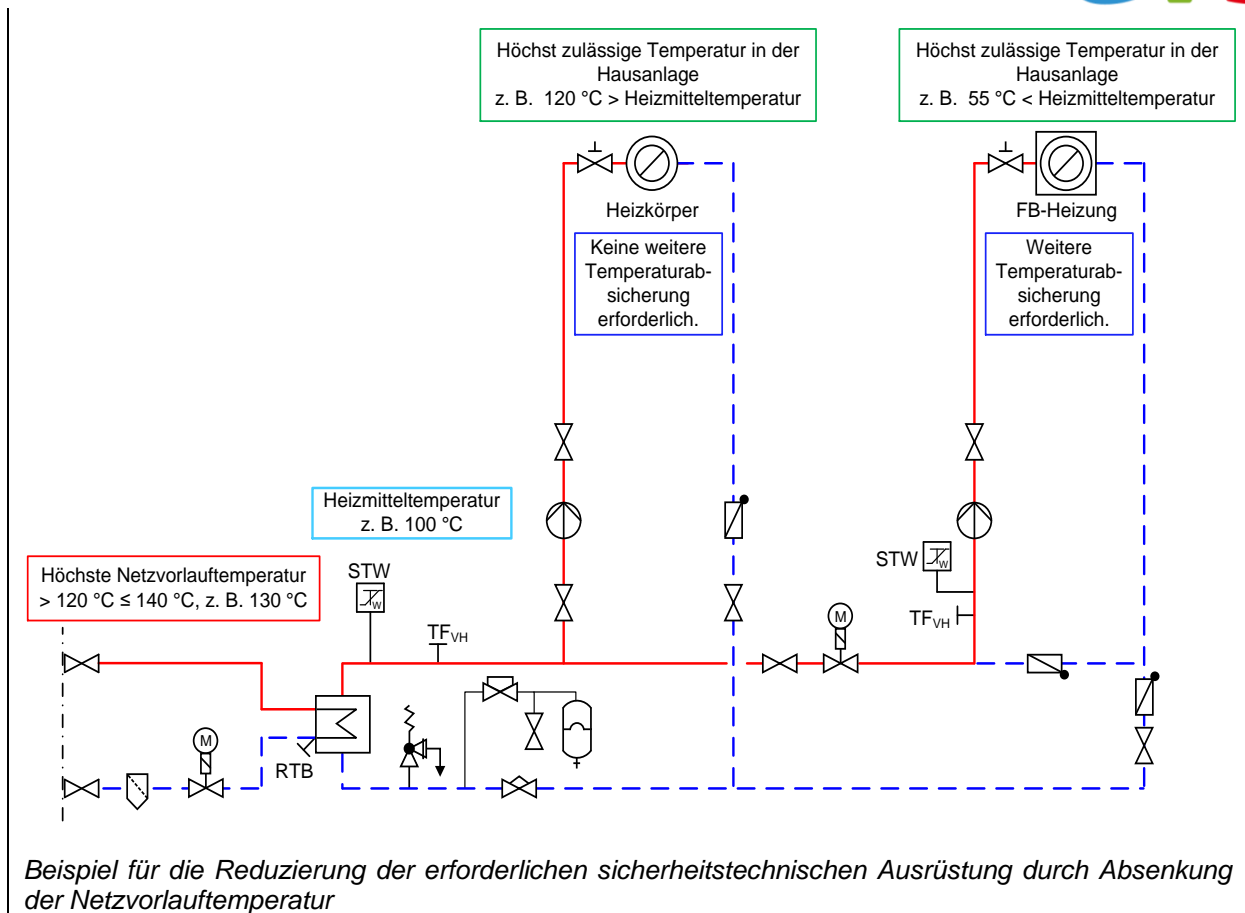 Höchst zulässige Temperatur in der
Hausanlage
z. B. 120 °C > Heizmitteltemperatur
Höchst zulässige Temperatur in der
Hausanlage
z. B. 55 °C < Heizmitteltemperatur
Heizkörper
FB-Heizung
Keine weitere
Temperaturab-
sicherung
erforderlich.
Weitere
Temperaturab-
sicherung
erforderlich.
Heizmitteltemperatur
z. B. 100 °C
Höchste Netzvorlauftemperatur
> 120 °C ≤ 140 °C, z. B. 130 °C
STW
W
TFVH
STW
W
TFVH
M
M
RTB
Beispiel für die Reduzierung der erforderlichen sicherheitstechnischen Ausrüstung durch Absenkung
der Netzvorlauftemperatur